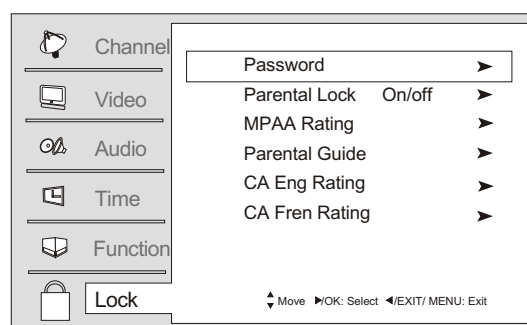 Channel
Video
Audio
Time
Function
Lock
Password
Parental Lock On/off
MPAA Rating
Parental Guide
CA Eng Rating
CA Fren Rating
Move /OK: Select /EXIT/ MENU: Exit